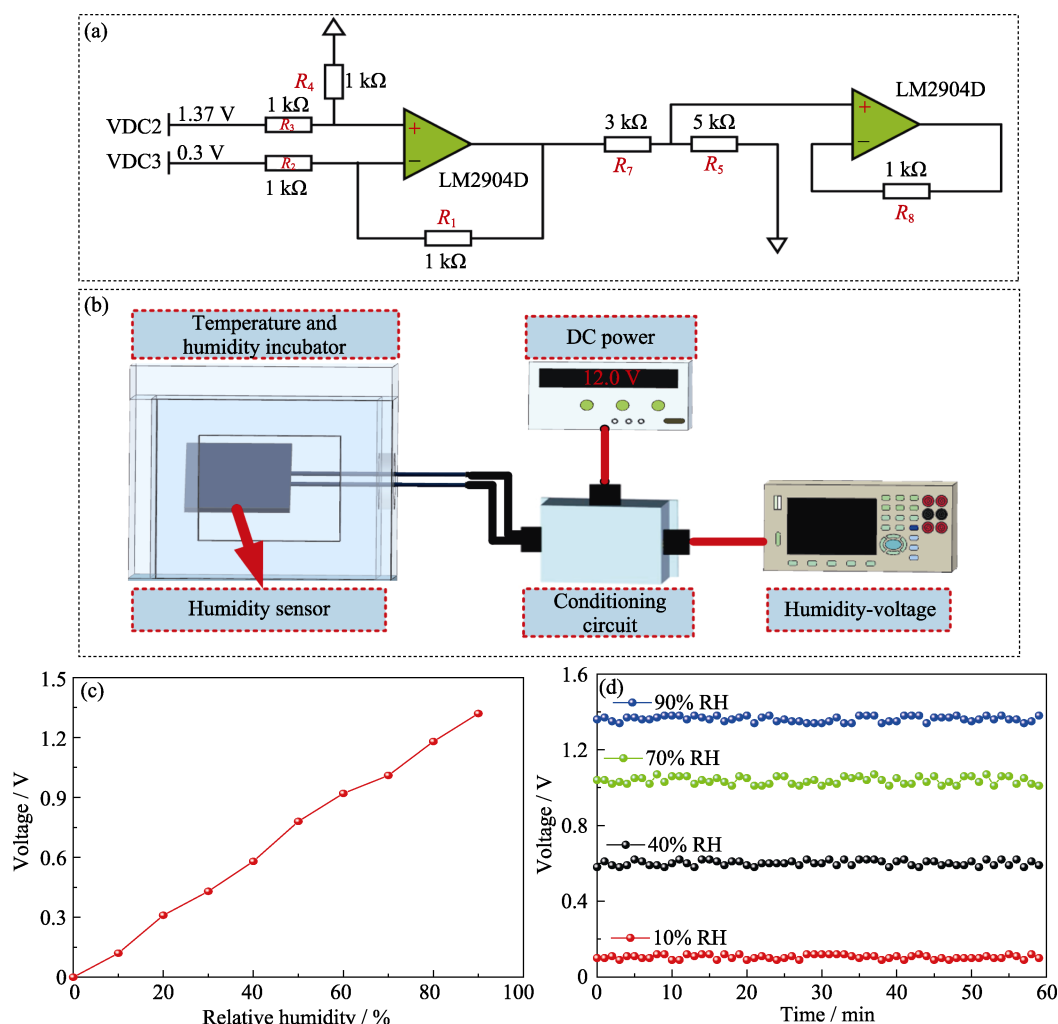 (a)
R4
1 kΩ
1 kΩ
VDC2
1.37 V
R3
VDC3
0.3 V
R2
1 kΩ
+
−
LM2904D
R1
1 kΩ
3 kΩ
R7
5 kΩ
R5
LM2904D
+
−
1 kΩ
R8
(b)
Temperature and
humidity incubator
DC power
12.0 V
Humidity sensor
Conditioning
circuit
Humidity-voltage
(c)
Voltage / V
1.5
1.2
0.9
0.6
0.3
0
0 20 40 60 80 100
Relative humidity / %
(d)
Voltage / V
1.6
1.2
0.8
0.4
0
90% RH
70% RH
40% RH
10% RH
0 10 20 30 40 50 60
Time / min